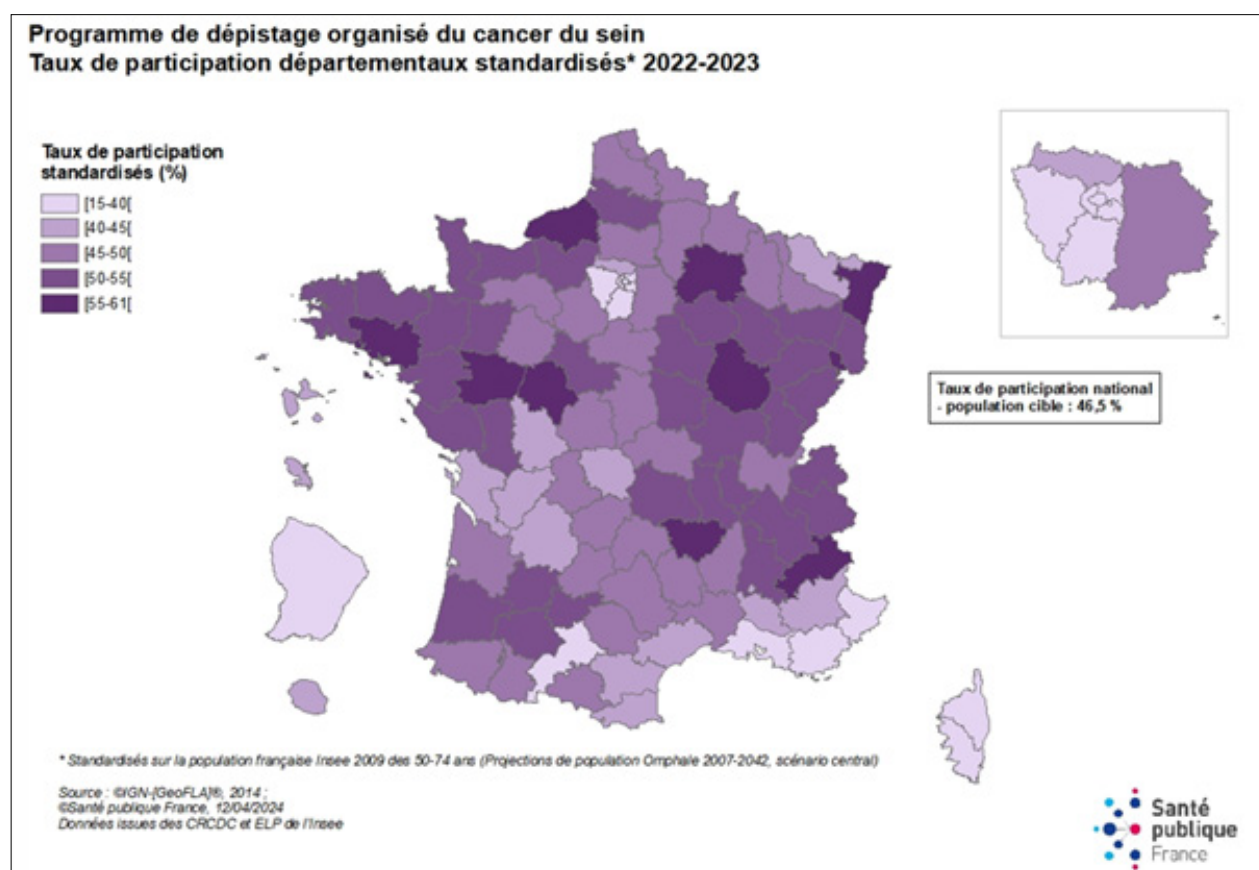 Programme de dépistage organisé du cancer du sein
Taux de participation départementaux standardisés* 2022-2023
Taux de participation
standardisés (%)
[15-40[
[40-45[
[45-50[
[50-55[
[55-61[
Taux de participation national
- population cible : 46,5 %
* Standardisés sur la population française Insee 2009 des 50-74 ans (Projections de population Omphale 2007-2042, scénario central)
Source : ©IGN-[GeoFLA]®, 2014 ;
©Santé publique France, 12/04/2024
Données issues des CRCDC et ELP de l'Insee
Santé
publique
France